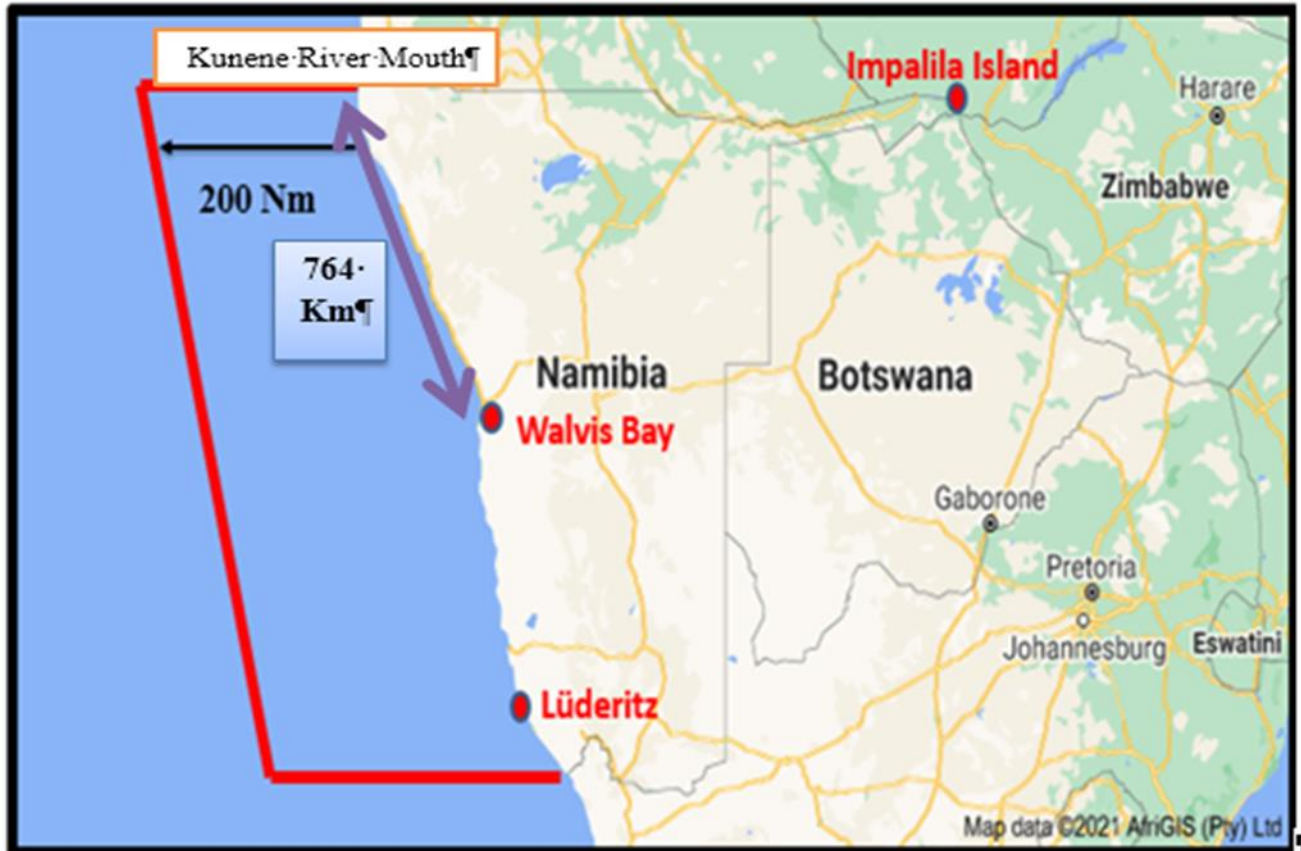 Kunene·River·Mouth¶
Impalila Island
Harare
Zimbabwe
200 Nm
764·
Km¶
Namibia
Botswana
Walvis Bay
Gaborone
Pretoria
Johannesburg
Eswatini
Lüderitz
Map data ©2021 AfriGIS (Pty) Ltd